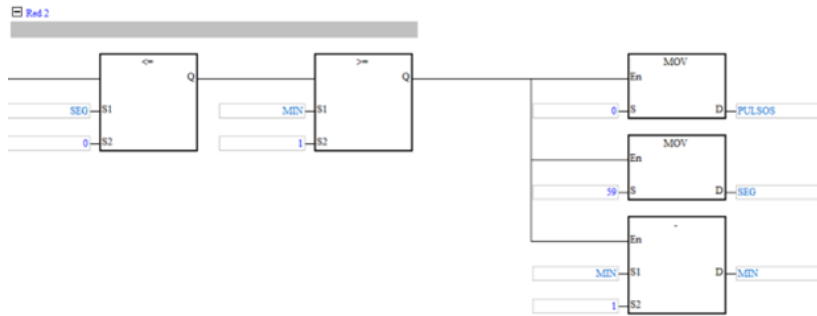 Red 2
<= >= MOV
Q Q En
SEG S1 MIN S1 0 S D PULSOS
0 S2 1 S2
MOV
En
59 S D SEG
-
En
MIN S1 D MIN
1 S2